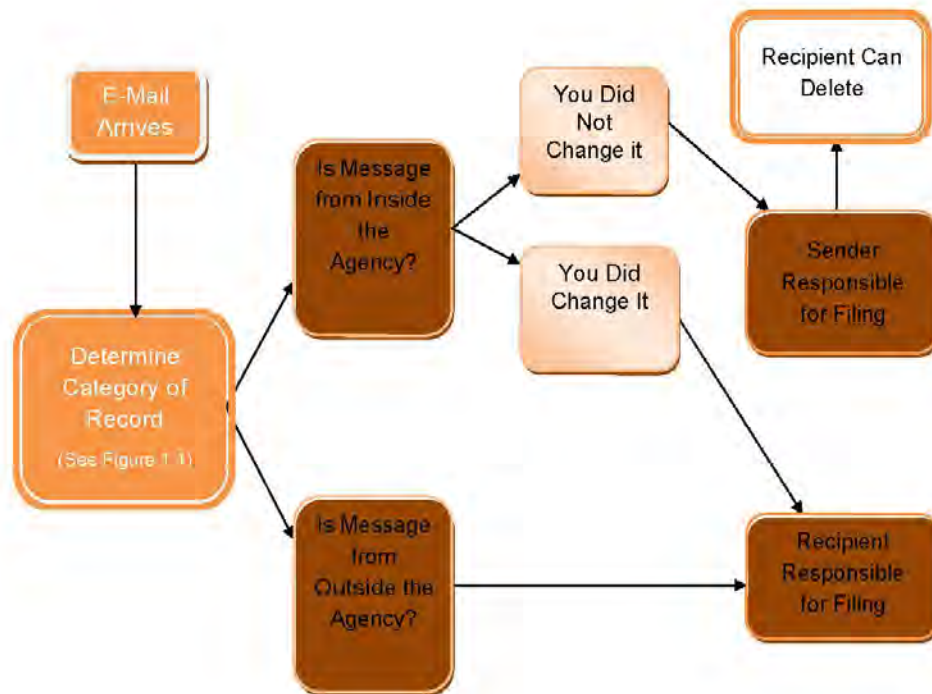 E-Mail
Arrives
Determine
Category of
Record
(See Figure 1.1)
Is Message
from Inside
the
Agency?
You Did
Not
Change it
You Did
Change It
Sender
Responsible
for Filing
Recipient Can
Delete
Is Message
from
Outside the
Agency?
Recipient
Responsible
for Filing